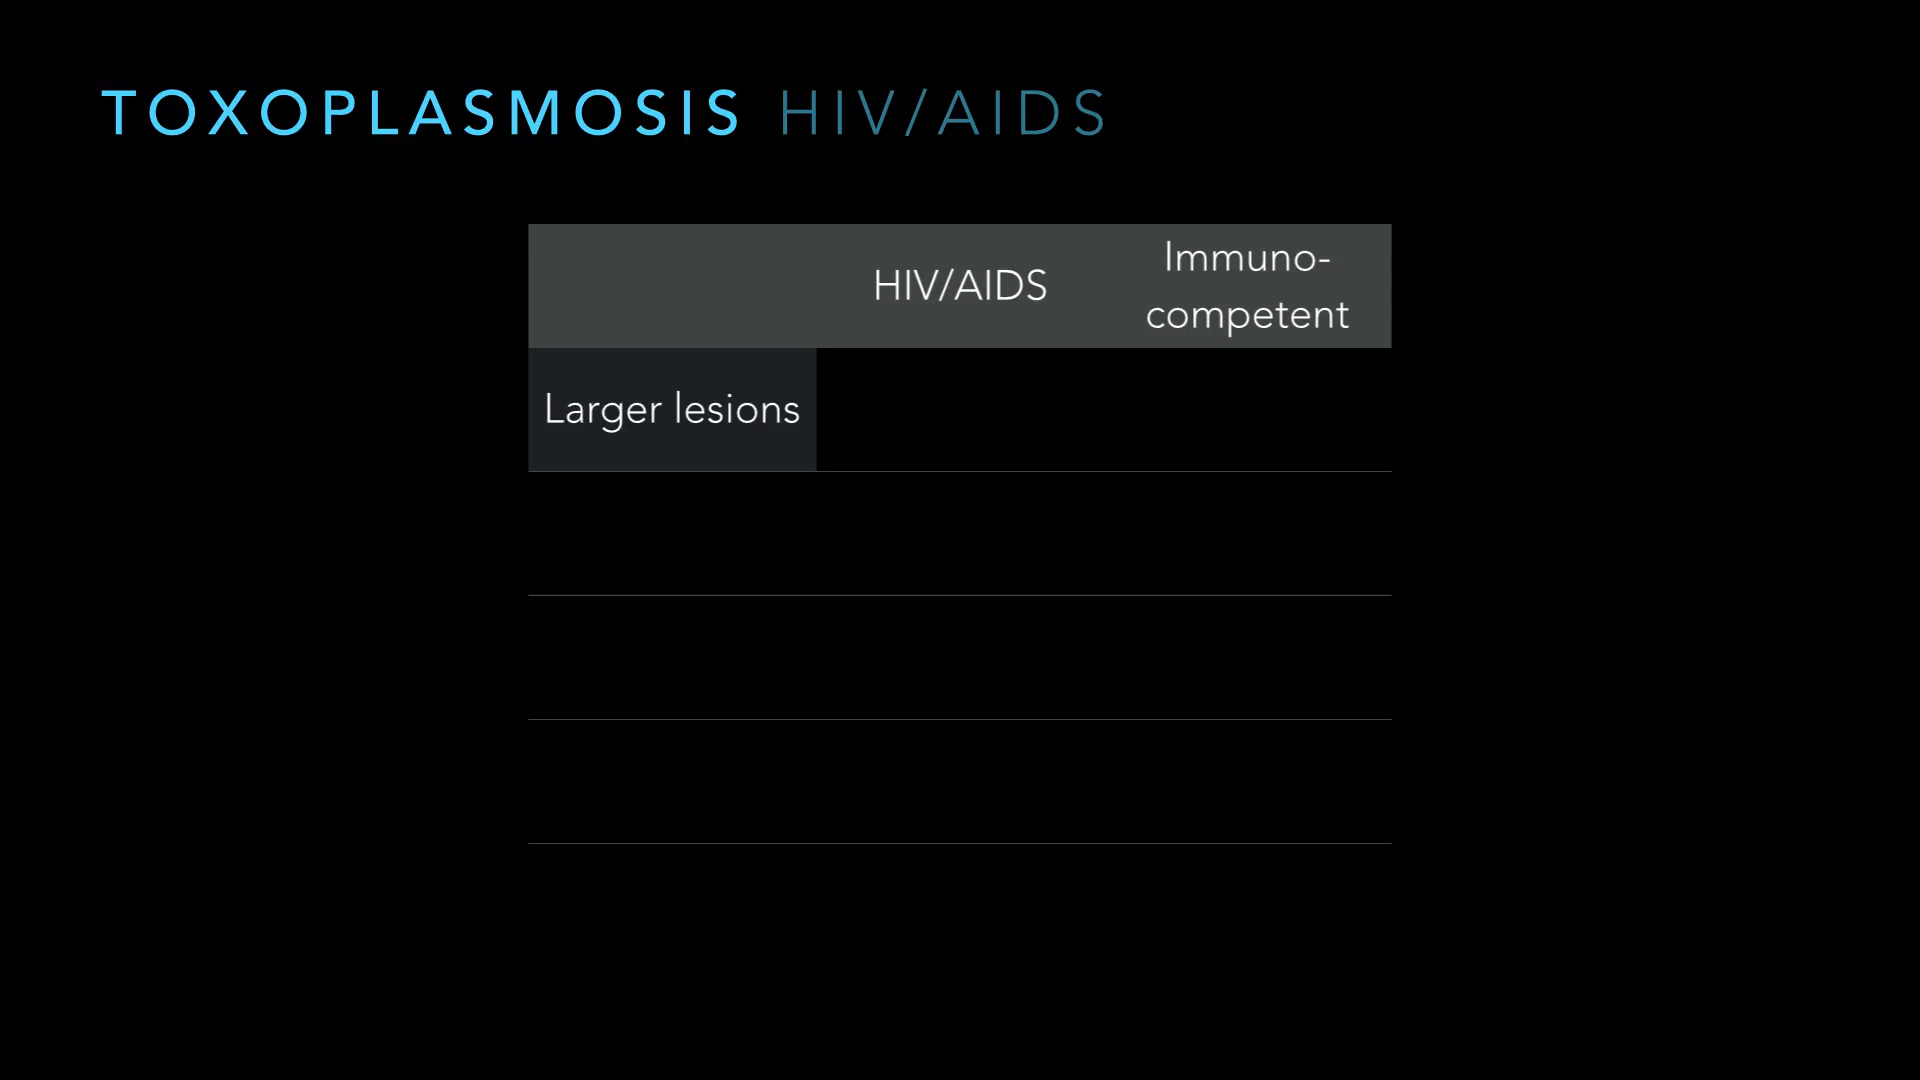 TOXOPLASMOSIS HIV/AIDS
HIV/AIDS
Immuno-
competent
Larger lesions